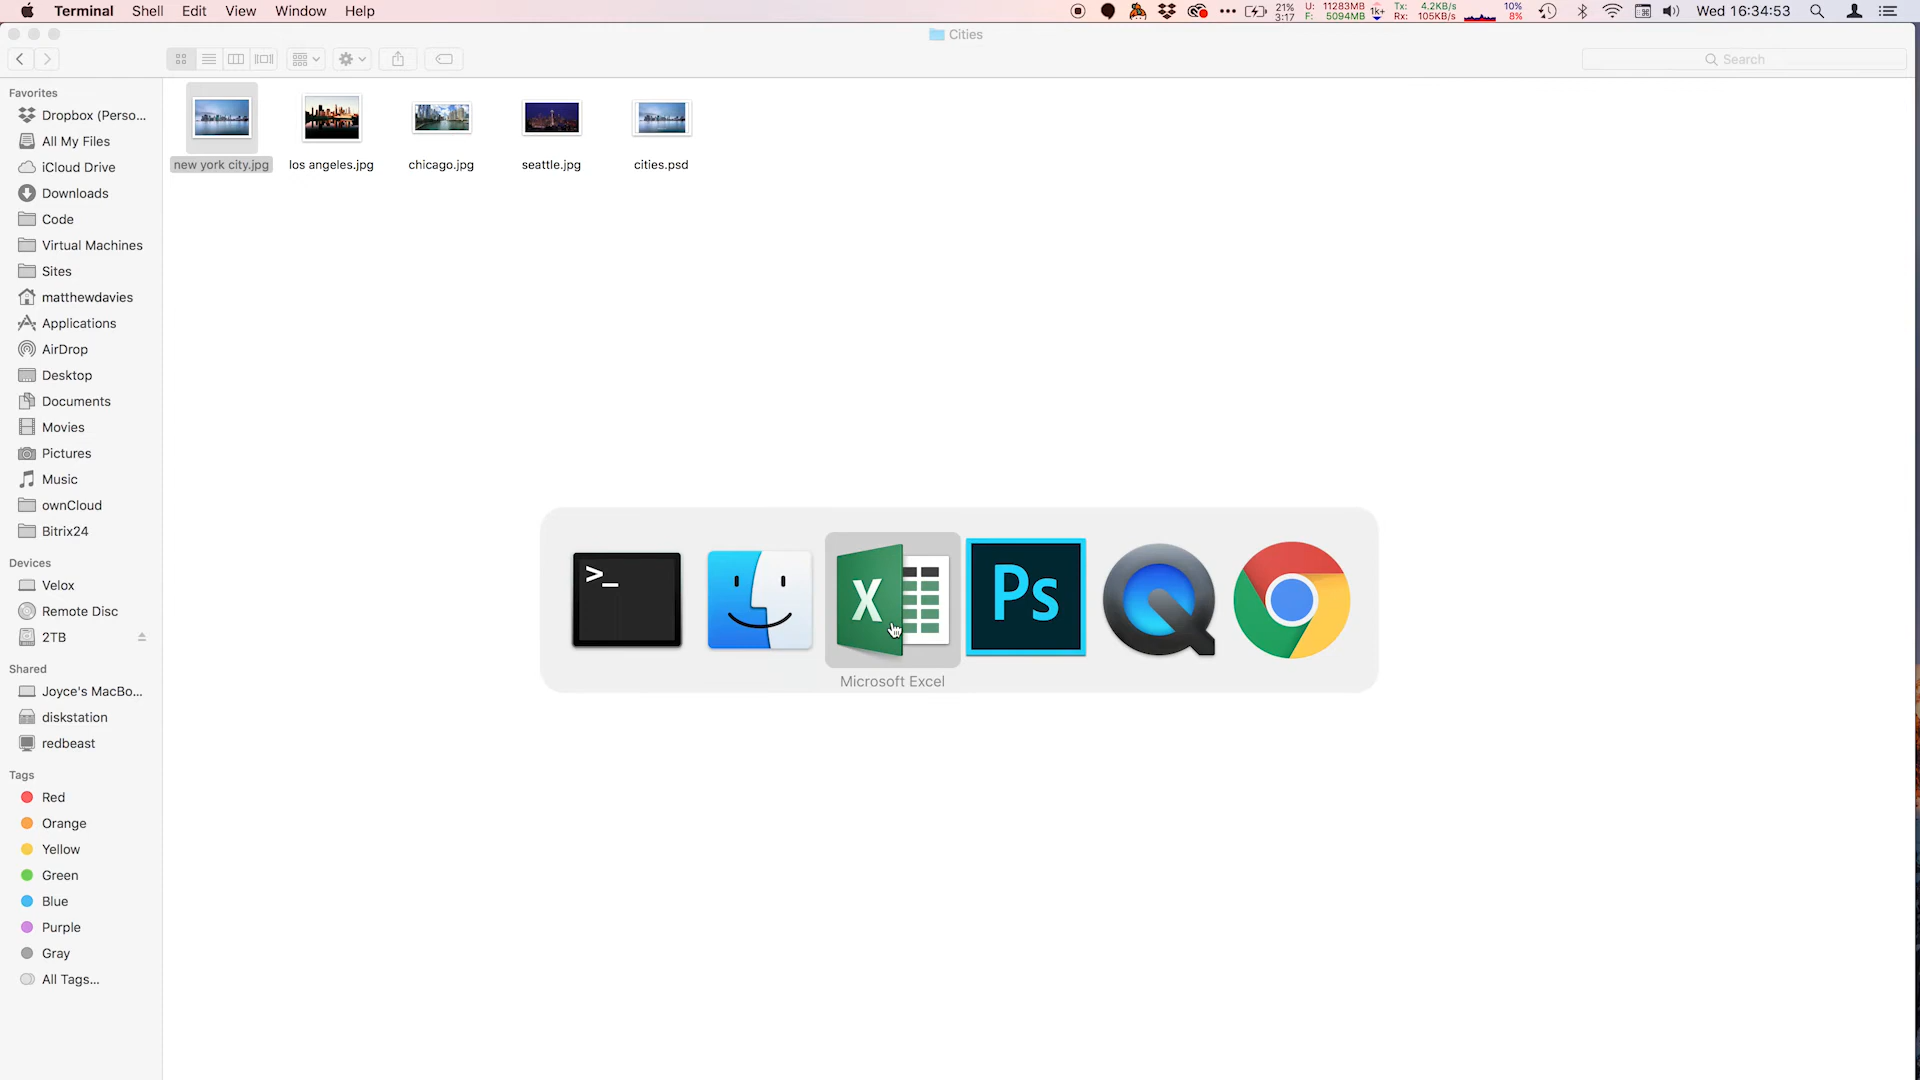 Terminal Shell Edit View Window Help
21% 3:17 U: 11283MB F: 5094MB 1k+ Tx: 4.2KB/s Rx: 105KB/s 10% 8% Wed 16:34:53
Cities
Search
Favorites
Dropbox (Perso...
All My Files
iCloud Drive
Downloads
Code
Virtual Machines
Sites
matthewdavies
Applications
AirDrop
Desktop
Documents
Movies
Pictures
Music
ownCloud
Bitrix24
Devices
Velox
Remote Disc
2TB
Shared
Joyce's MacBo...
diskstation
redbeast
Tags
Red
Orange
Yellow
Green
Blue
Purple
Gray
All Tags...
new york city.jpg los angeles.jpg chicago.jpg seattle.jpg cities.psd
>_ X Ps
Microsoft Excel